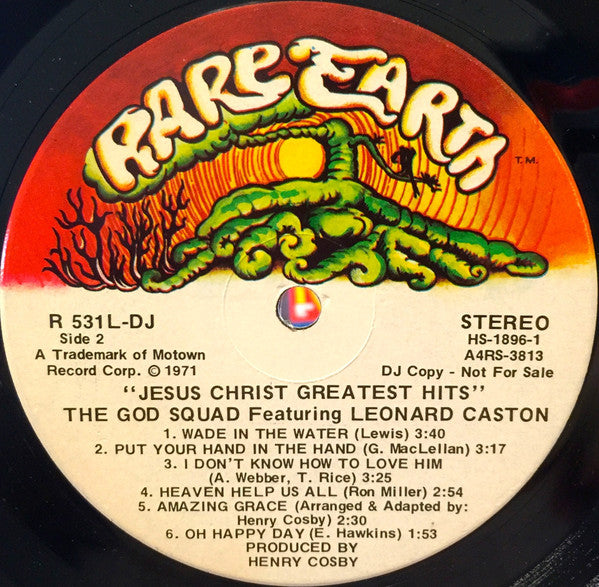 RARE EARTH
T.M.
R 531L-DJ
Side 2
A Trademark of Motown
Record Corp. © 1971
STEREO
HS-1896-1
A4RS-3813
DJ Copy - Not For Sale
"JESUS CHRIST GREATEST HITS"
THE GOD SQUAD Featuring LEONARD CASTON
1. WADE IN THE WATER (Lewis) 3:40
2. PUT YOUR HAND IN THE HAND (G. MacLellan) 3:17
3. I DON'T KNOW HOW TO LOVE HIM
(A. Webber, T. Rice) 3:25
4. HEAVEN HELP US ALL (Ron Miller) 2:54
5. AMAZING GRACE (Arranged & Adapted by:
Henry Cosby) 2:30
6. OH HAPPY DAY (E. Hawkins) 1:53
PRODUCED BY
HENRY COSBY